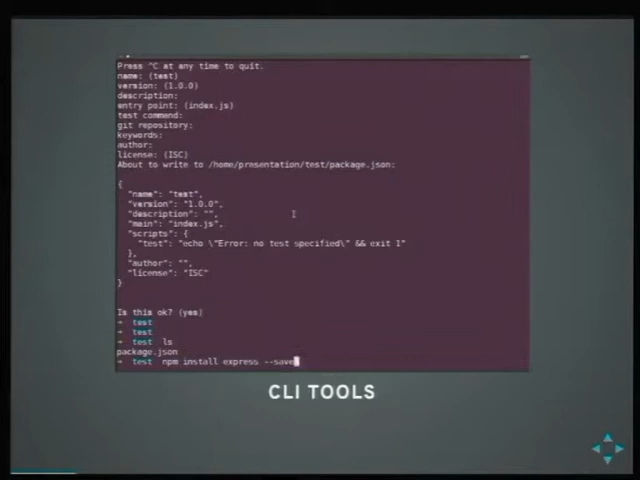 Press ^C at any time to quit.
name: (test)
version: (1.0.0)
description:
entry point: (index.js)
test command:
git repository:
keywords:
author:
license: (ISC)
About to write to /home/presentation/test/package.json:
{
"name": "test",
"version": "1.0.0",
"description": "",
"main": "index.js",
"scripts": {
"test": "echo \"Error: no test specified\" && exit 1"
},
"author": "",
"license": "ISC"
}
Is this ok? (yes)
→ test
→ test
→ test ls
package.json
→ test npm install express --save
CLI TOOLS